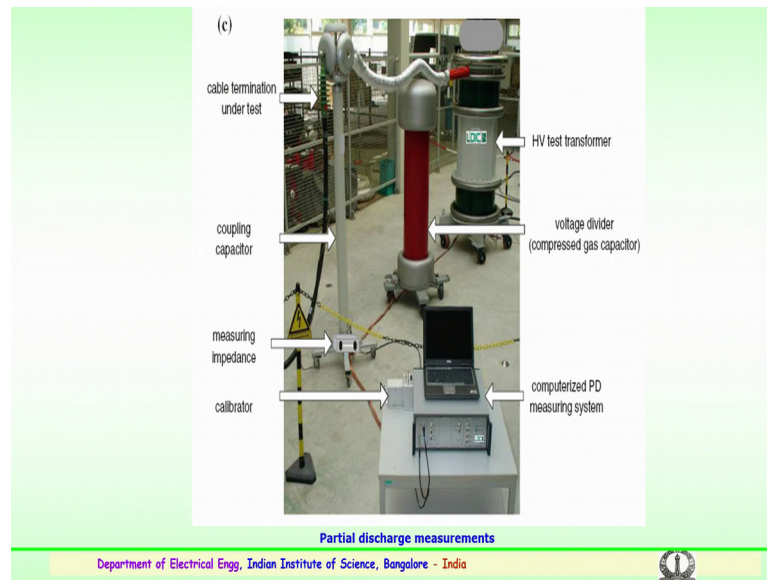 (c)
cable termination
under test
HV test transformer
coupling
capacitor
voltage divider
(compressed gas capacitor)
measuring
impedance
calibrator
computerized PD
measuring system
Partial discharge measurements
Department of Electrical Engg, Indian Institute of Science, Bangalore - India